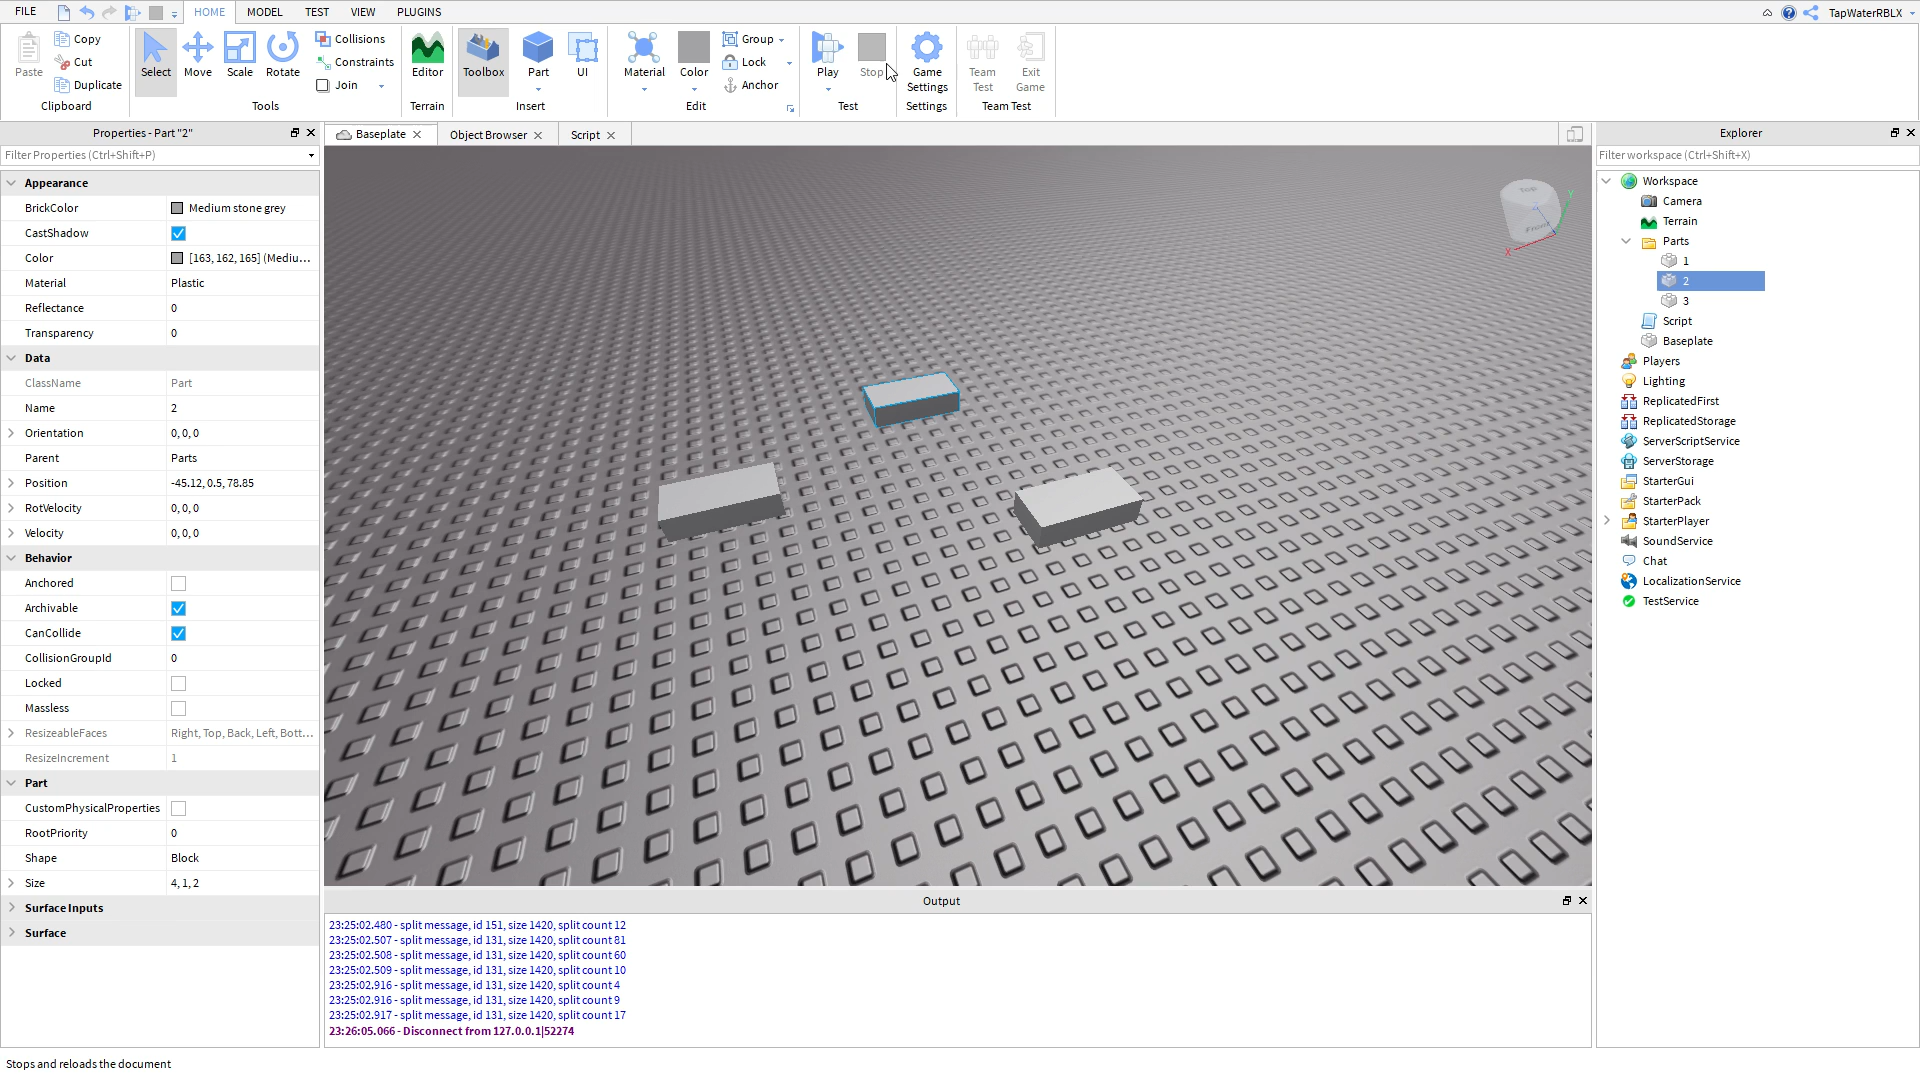 FILE
HOME
MODEL
TEST
VIEW
PLUGINS
TapWaterRBLX
Paste
Copy
Cut
Duplicate
Clipboard
Select
Move
Scale
Rotate
Collisions
Constraints
Join
Tools
Editor
Terrain
Toolbox
Part
UI
Insert
Material
Color
Group
Lock
Anchor
Edit
Play
Stop
Test
Game
Settings
Settings
Team
Test
Exit
Game
Team Test
Properties - Part "2"
Filter Properties (Ctrl+Shift+P)
Appearance
BrickColor Medium stone grey
CastShadow
Color [163, 162, 165] (Mediu...
Material Plastic
Reflectance 0
Transparency 0
Data
ClassName Part
Name 2
Orientation 0, 0, 0
Parent Parts
Position -45.12, 0.5, 78.85
RotVelocity 0, 0, 0
Velocity 0, 0, 0
Behavior
Anchored
Archivable
CanCollide
CollisionGroupId 0
Locked
Massless
ResizeableFaces Right, Top, Back, Left, Bott...
ResizeIncrement 1
Part
CustomPhysicalProperties
RootPriority 0
Shape Block
Size 4, 1, 2
Surface Inputs
Surface
Baseplate
Object Browser
Script
Top
Front
X
Y
Z
Output
23:25:02.480 - split message, id 151, size 1420, split count 12
23:25:02.507 - split message, id 131, size 1420, split count 81
23:25:02.508 - split message, id 131, size 1420, split count 60
23:25:02.509 - split message, id 131, size 1420, split count 10
23:25:02.916 - split message, id 131, size 1420, split count 4
23:25:02.916 - split message, id 131, size 1420, split count 9
23:25:02.917 - split message, id 131, size 1420, split count 17
23:26:05.066 - Disconnect from 127.0.0.1|52274
Explorer
Filter workspace (Ctrl+Shift+X)
Workspace
Camera
Terrain
Parts
1
2
3
Script
Baseplate
Players
Lighting
ReplicatedFirst
ReplicatedStorage
ServerScriptService
ServerStorage
StarterGui
StarterPack
StarterPlayer
SoundService
Chat
LocalizationService
TestService
Stops and reloads the document